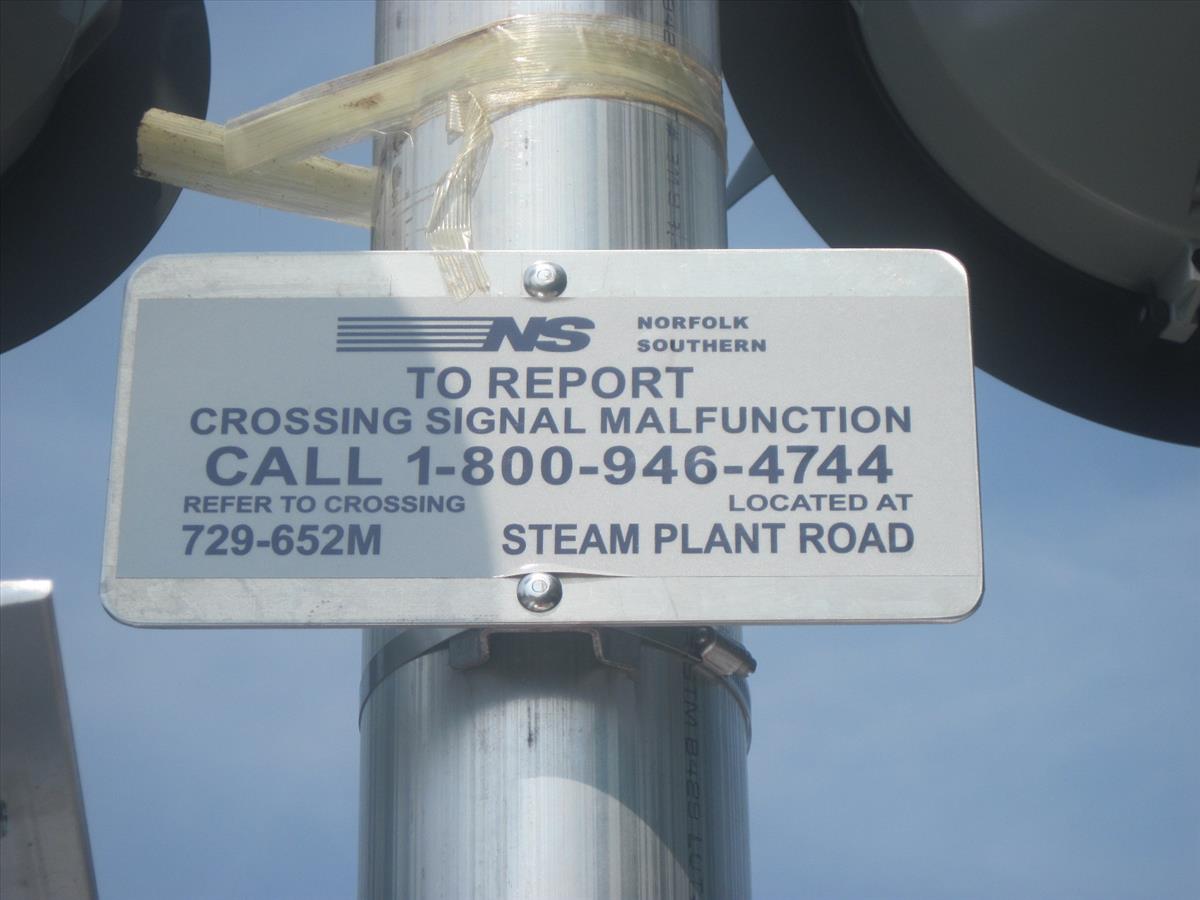 NS NORFOLK SOUTHERN
TO REPORT
CROSSING SIGNAL MALFUNCTION
CALL 1-800-946-4744
REFER TO CROSSING LOCATED AT
729-652M STEAM PLANT ROAD